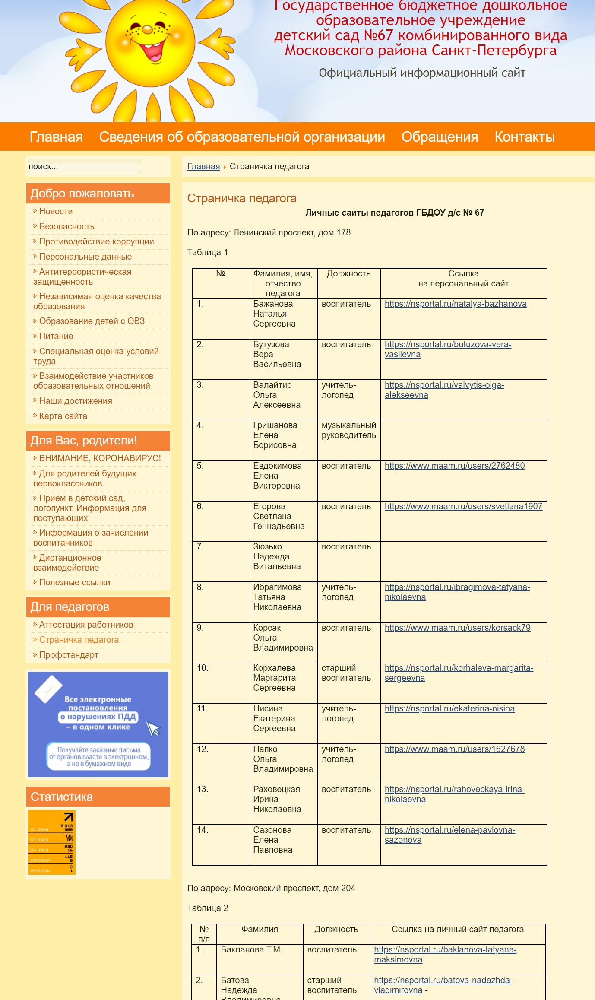 Государственное бюджетное дошкольное
образовательное учреждение
детский сад №67 комбинированного вида
Московского района Санкт-Петербурга
Официальный информационный сайт
Главная Сведения об образовательной организации Обращения Контакты
поиск...
Добро пожаловать
Новости
Безопасность
Противодействие коррупции
Персональные данные
Антитеррористическая
защищенность
Независимая оценка качества
образования
Образование детей с ОВЗ
Питание
Специальная оценка условий
труда
Взаимодействие участников
образовательных отношений
Наши достижения
Карта сайта
Для Вас, родители!
ВНИМАНИЕ, КОРОНАВИРУС!
Для родителей будущих
первоклассников
Прием в детский сад,
логопункт. Информация для
поступающих
Информация о зачислении
воспитанников
Дистанционное
взаимодействие
Полезные ссылки
Для педагогов
Аттестация работников
Страничка педагога
Профстандарт
Все электронные
постановления
о нарушениях ПДД
– в одном клике
Получайте заказные письма
от органов власти в электронном,
а не в бумажном виде
Статистика
2 013
31 ДЕНЬ 328
735
07 ДНЕЙ 89
230
24 ЧАСА 16
116
СЕГОДНЯ 8
2
НА ЛИНИИ 1
Главная Страничка педагога
Страничка педагога
Личные сайты педагогов ГБДОУ д/с № 67
По адресу: Ленинский проспект, дом 178
Таблица 1
№ Фамилия, имя, Должность Ссылка
отчество на персональный сайт
педагога
1. Бажанова воспитатель https://nsportal.ru/natalya-bazhanova
Наталья
Сергеевна
2. Бутузова воспитатель https://nsportal.ru/butuzova-vera-
Вера vasilevna
Васильевна
3. Валайтис учитель- https://nsportal.ru/valvytis-olga-
Ольга логопед alekseevna
Алексеевна
4. Гришанова музыкальный
Елена руководитель
Борисовна
5. Евдокимова воспитатель https://www.maam.ru/users/2762480
Елена
Викторовна
6. Егорова воспитатель https://www.maam.ru/users/svetlana1907
Светлана
Геннадьевна
7. Зюзько воспитатель
Надежда
Витальевна
8. Ибрагимова учитель- https://nsportal.ru/ibragimova-tatyana-
Татьяна логопед nikolaevna
Николаевна
9. Корсак воспитатель https://www.maam.ru/users/korsack79
Ольга
Владимировна
10. Корхалева старший https://nsportal.ru/korhaleva-margarita-
Маргарита воспитатель sergeevna
Сергеевна
11. Нисина учитель- https://nsportal.ru/ekaterina-nisina
Екатерина логопед
Сергеевна
12. Папко учитель- https://www.maam.ru/users/1627678
Ольга логопед
Владимировна
13. Раховецкая воспитатель https://nsportal.ru/rahoveckaya-irina-
Ирина nikolaevna
Николаевна
14. Сазонова воспитатель https://nsportal.ru/elena-pavlovna-
Елена sazonova
Павловна
По адресу: Московский проспект, дом 204
Таблица 2
№ Фамилия Должность Ссылка на личный сайт педагога
п/п
1. Бакланова Т.М. воспитатель https://nsportal.ru/baklanova-tatyana-
maksimovna
2. Батова старший https://nsportal.ru/batova-nadezhda-
Надежда воспитатель vladimirovna -
Владимировна